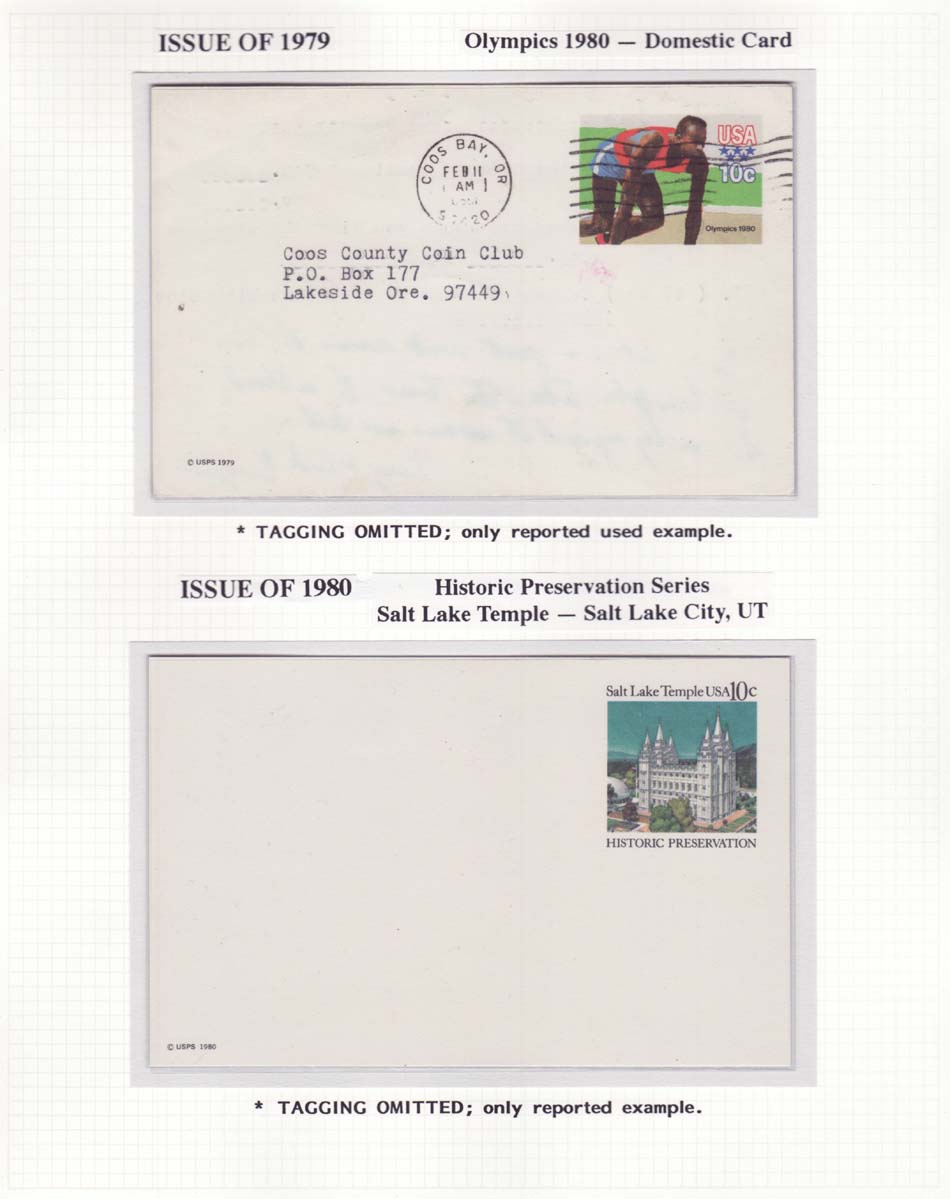 ISSUE OF 1979
Olympics 1980 — Domestic Card
COOS BAY, OR
FEB 11
AM
USA
10c
Olympics 1980
Coos County Coin Club
P.O. Box 177
Lakeside Ore. 97449
© USPS 1979
* TAGGING OMITTED; only reported used example.
ISSUE OF 1980
Historic Preservation Series
Salt Lake Temple — Salt Lake City, UT
Salt Lake Temple USA 10c
HISTORIC PRESERVATION
© USPS 1980
* TAGGING OMITTED; only reported example.